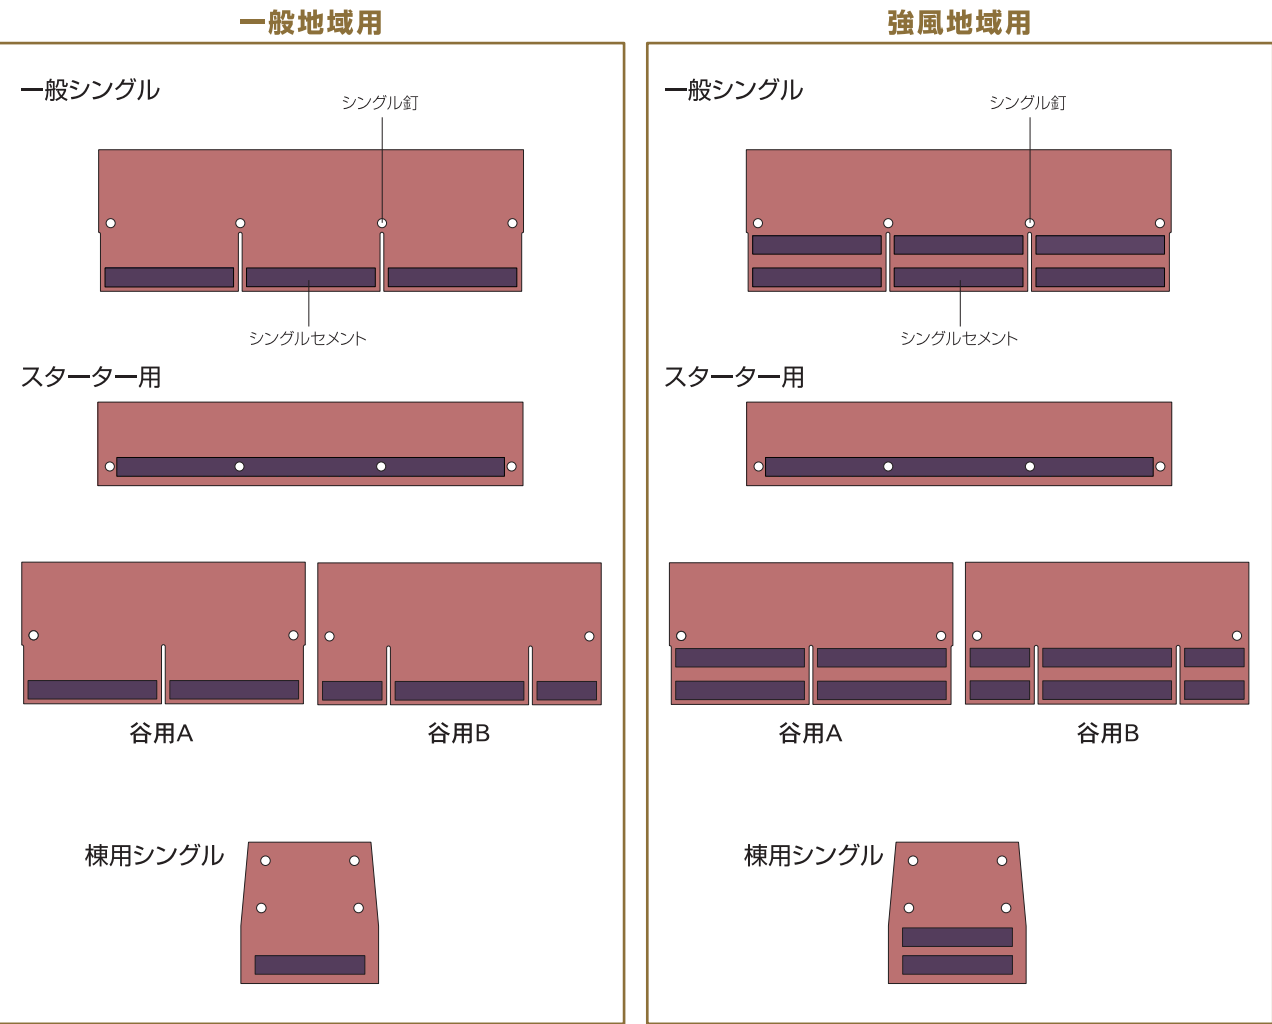 一般地域用
一般シングル
シングル釘
シングルセメント
スターター用
谷用A
谷用B
棟用シングル
強風地域用
一般シングル
シングル釘
シングルセメント
スターター用
谷用A
谷用B
棟用シングル